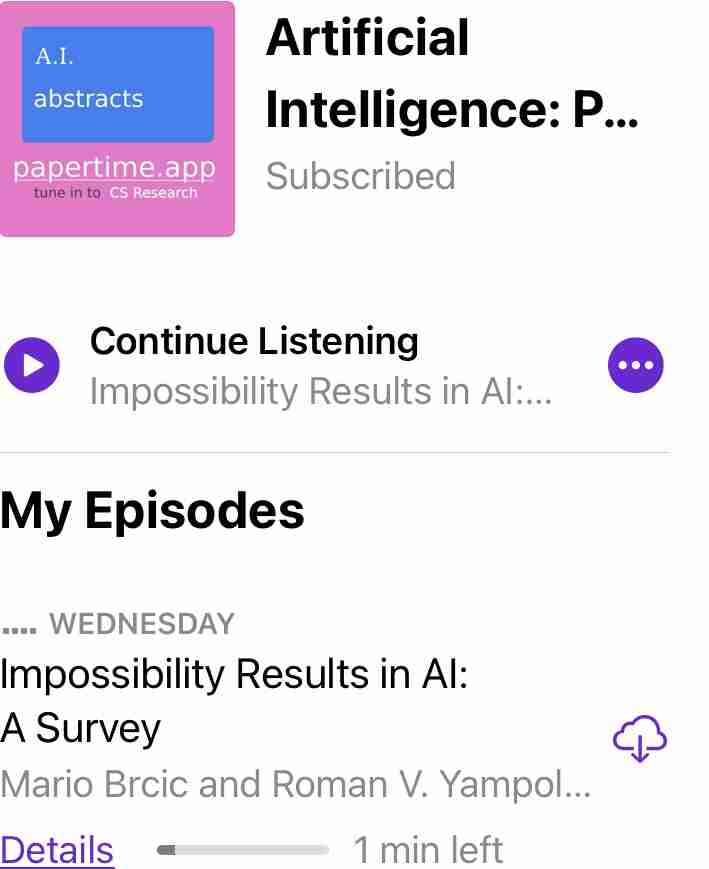 A.I.
abstracts
papertime.app
tune in to CS Research
Artificial
Intelligence: P...
Subscribed
Continue Listening
Impossibility Results in AI:...
My Episodes
.... WEDNESDAY
Impossibility Results in AI:
A Survey
Mario Brcic and Roman V. Yampol...
Details 1 min left